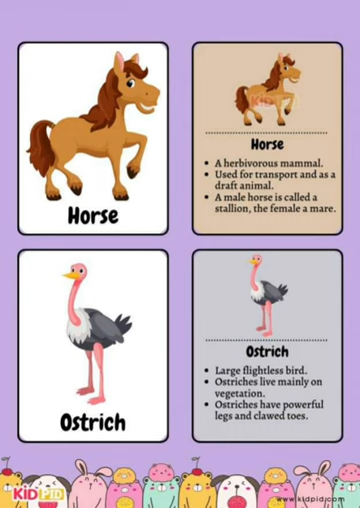 Horse
KIDPID
Horse
• A herbivorous mammal.
• Used for transport and as a
draft animal.
• A male horse is called a
stallion, the female a mare.
Ostrich
Ostrich
• Large flightless bird.
• Ostriches live mainly on
vegetation.
• Ostriches have powerful
legs and clawed toes.
KIDPID
www.kidpid.com